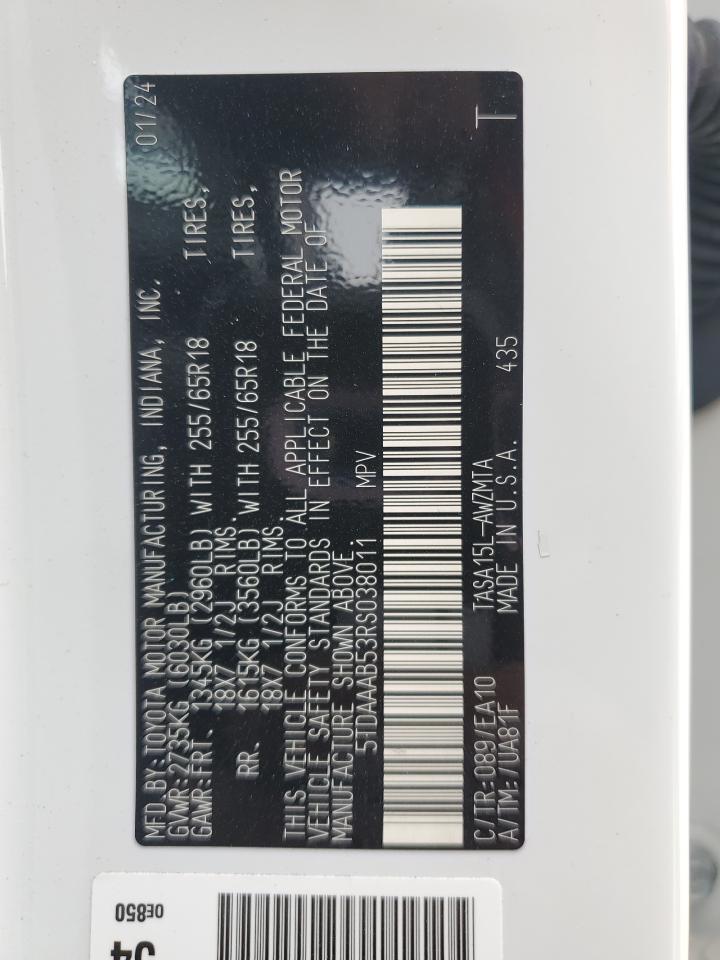 MFD.BY:TOYOTA MOTOR MANUFACTURING, INDIANA, INC. 01/24
GVWR:2735KG (6030LB)
GAWR:FRT. 1345KG (2960LB) WITH 255/65R18 TIRES,
18X7 1/2J RIMS.
RR. 1615KG (3560LB) WITH 255/65R18 TIRES,
18X7 1/2J RIMS.
THIS VEHICLE CONFORMS TO ALL APPLICABLE FEDERAL MOTOR
VEHICLE SAFETY STANDARDS IN EFFECT ON THE DATE OF
MANUFACTURE SHOWN ABOVE.
5TDAAAB53RS038011 MPV
C/TR:089/EA10 TASA15L-AWZMTA T
A/TM:/UA81F MADE IN U.S.A. 435
0E850